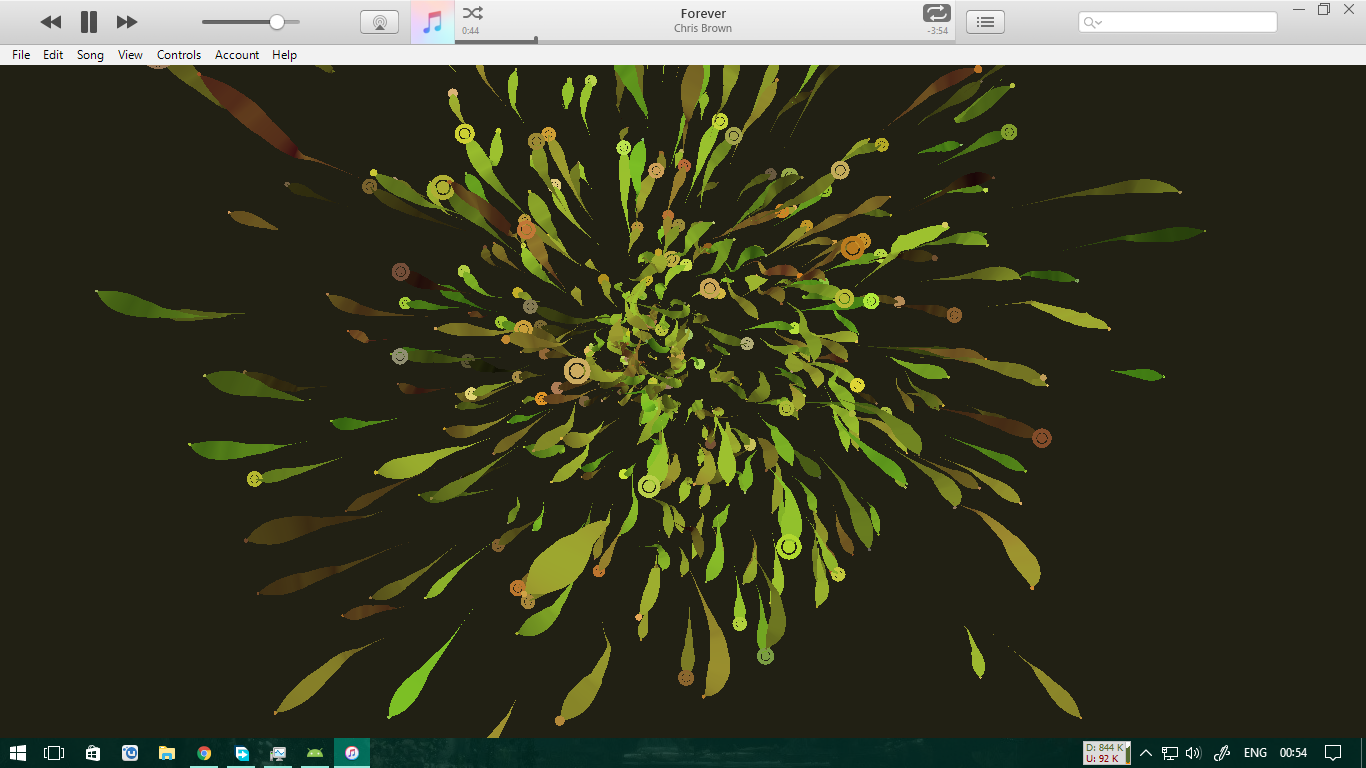 Forever
0:44
Chris Brown
-3:54
File Edit Song View Controls Account Help
D: 844 K
U: 92 K
ENG 00:54